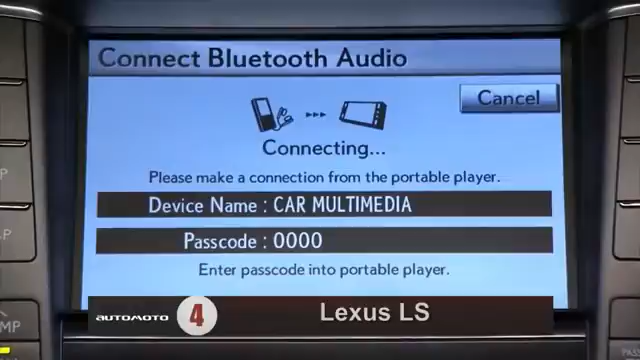 Connect Bluetooth Audio
Cancel
Connecting...
Please make a connection from the portable player.
Device Name : CAR MULTIMEDIA
Passcode : 0000
Enter passcode into portable player.
AUTOMOTO 4 Lexus LS